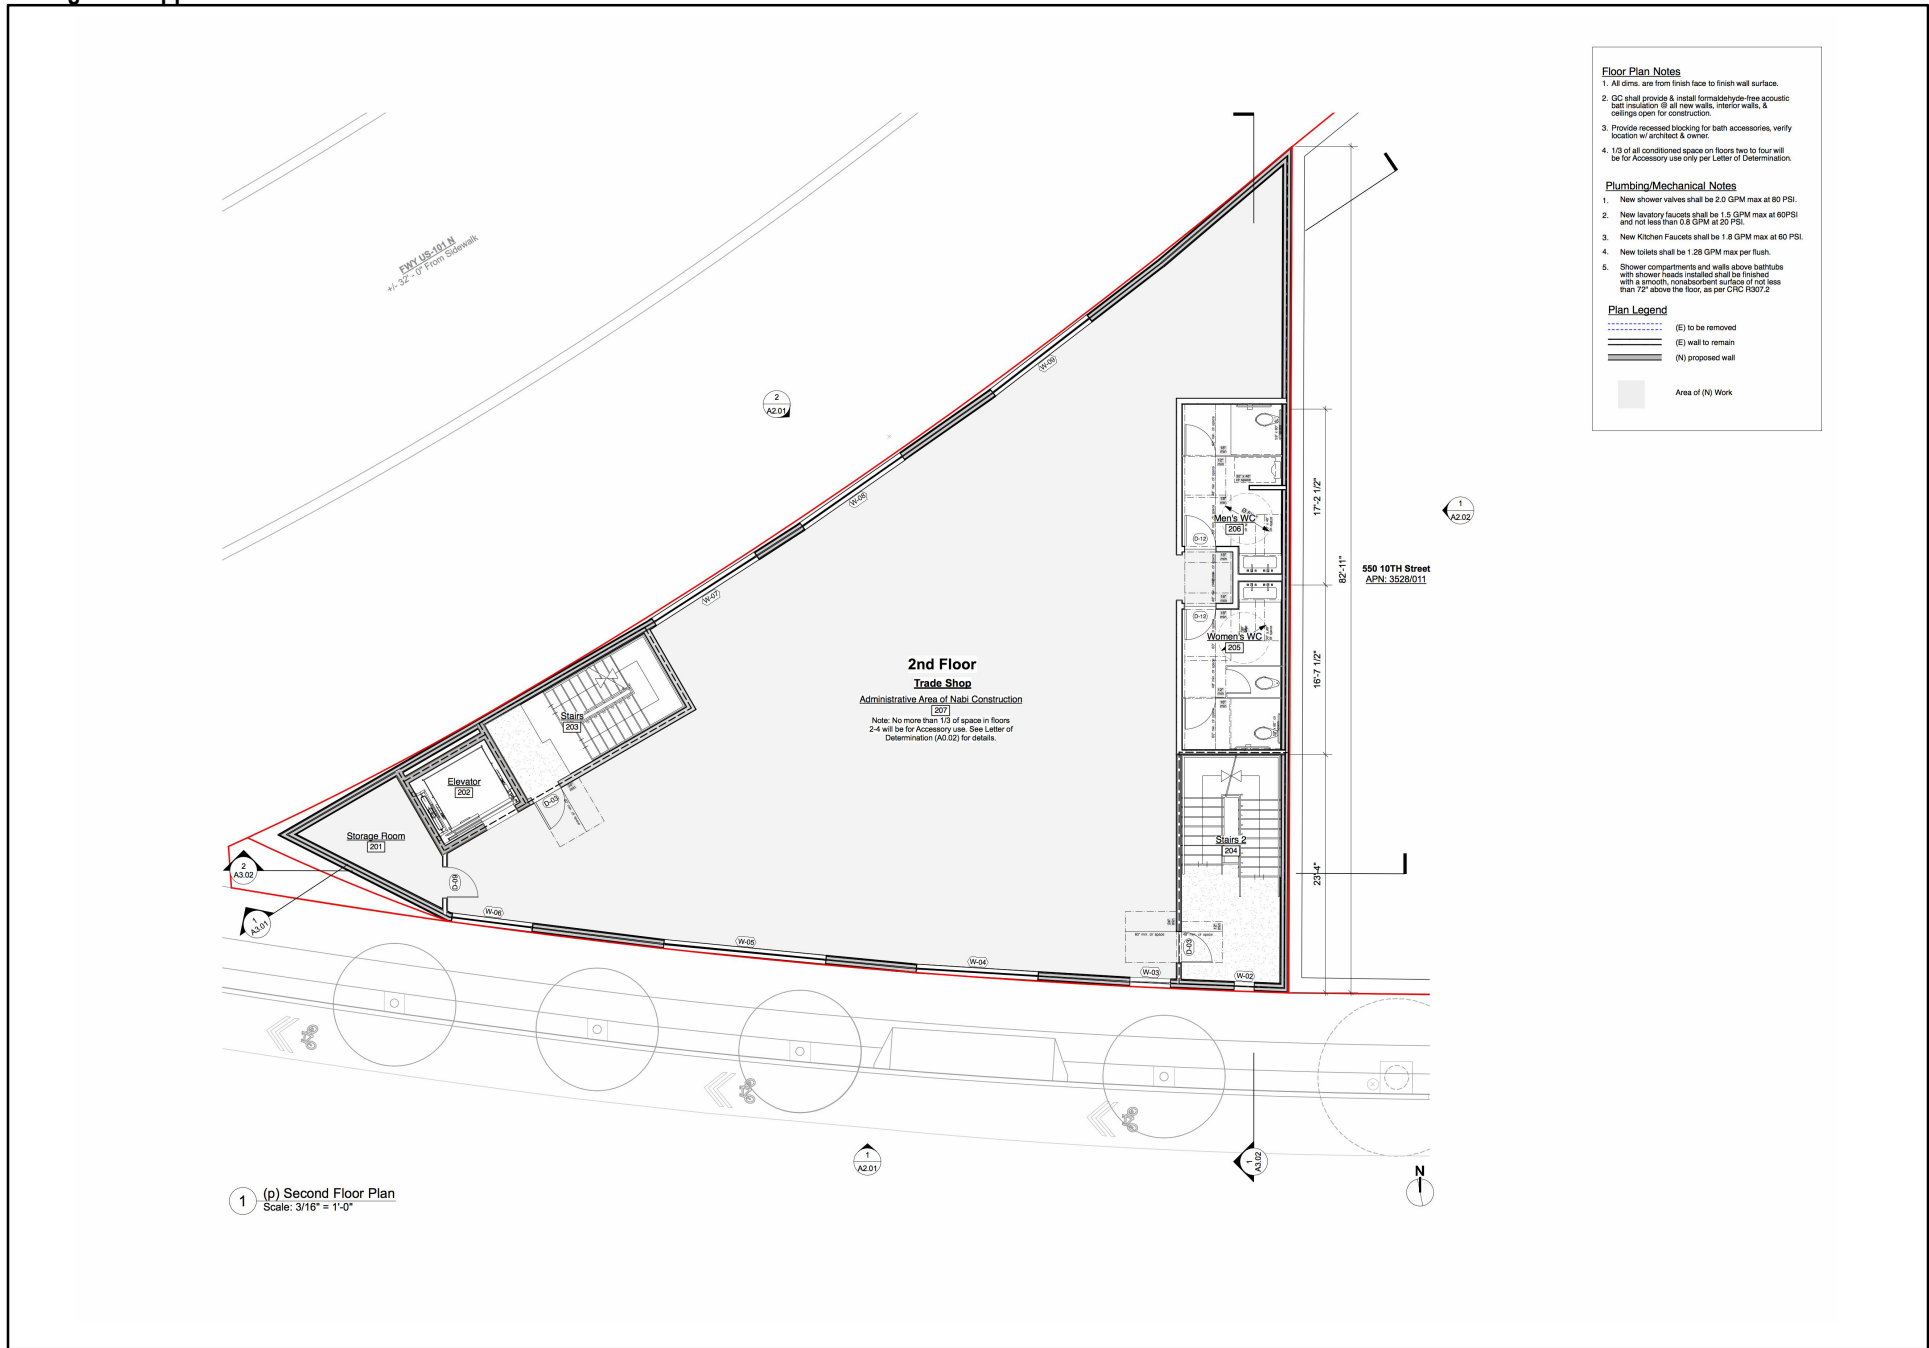 Floor Plan Notes
1. All dims. are from finish face to finish wall surface.
2. GC shall provide & install formaldehyde-free acoustic
batt insulation @ all new walls, interior walls, &
ceilings open for construction.
3. Provide recessed blocking for bath accessories, verify
location w/ architect & owner.
4. 1/3 of all conditioned space on floors two to four will
be for Accessory use only per Letter of Determination.
Plumbing/Mechanical Notes
1. New shower valves shall be 2.0 GPM max at 80 PSI.
2. New lavatory faucets shall be 1.5 GPM max at 60PSI
and not less than 0.8 GPM at 20 PSI.
3. New Kitchen Faucets shall be 1.8 GPM max at 60 PSI.
4. New toilets shall be 1.28 GPM max per flush.
5. Shower compartments and walls above bathtubs
with shower heads installed shall be finished
with a smooth, nonabsorbent surface of not less
than 72" above the floor, as per CRC R307.2
Plan Legend
(E) to be removed
(E) wall to remain
(N) proposed wall
Area of (N) Work
FWY US-101 N
+/- 32' - 0" From Sidewalk
2
A2.01
W-09
W-08
W-07
17'-2 1/2"
82'-11"
16'-7 1/2"
23'-4"
1
A2.02
550 10TH Street
APN: 3528/011
Men's WC
206
D-12
D-12
Women's WC
205
2nd Floor
Trade Shop
Administrative Area of Nabi Construction
207
Note: No more than 1/3 of space in floors
2-4 will be for Accessory use. See Letter of
Determination (A0.02) for details.
Stairs
203
Elevator
202
D-03
Storage Room
201
D-09
Stairs 2
204
60" min. clr space
D-03
2
A3.02
1
A3.01
W-06
W-05
W-04
W-03
W-02
1
A2.01
1
A3.02
N
1
(p) Second Floor Plan
Scale: 3/16" = 1'-0"